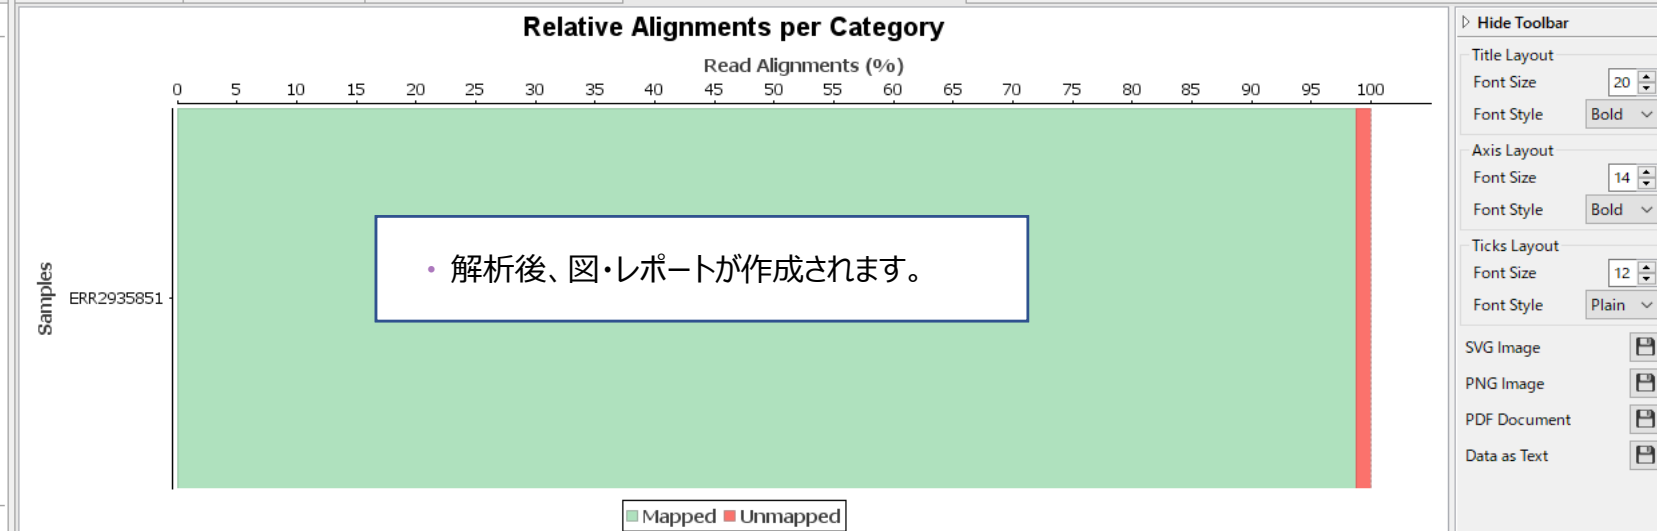 Relative Alignments per Category
Read Alignments (%)
0 5 10 15 20 25 30 35 40 45 50 55 60 65 70 75 80 85 90 95 100
Samples
ERR2935851
• 解析後、図・レポートが作成されます。
Mapped Unmapped
Hide Toolbar
Title Layout
Font Size 20
Font Style Bold
Axis Layout
Font Size 14
Font Style Bold
Ticks Layout
Font Size 12
Font Style Plain
SVG Image
PNG Image
PDF Document
Data as Text